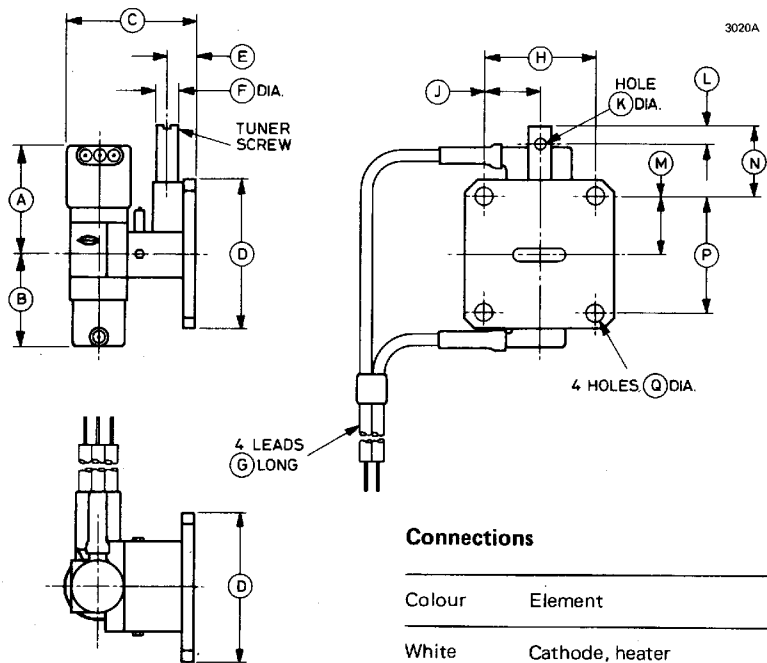 3020A
C
E
F DIA.
TUNER
SCREW
A
B
D
H
J
HOLE
K DIA.
L
M
N
P
4 HOLES, Q DIA.
4 LEADS
G LONG
D
Connections
Colour Element
White Cathode, heater